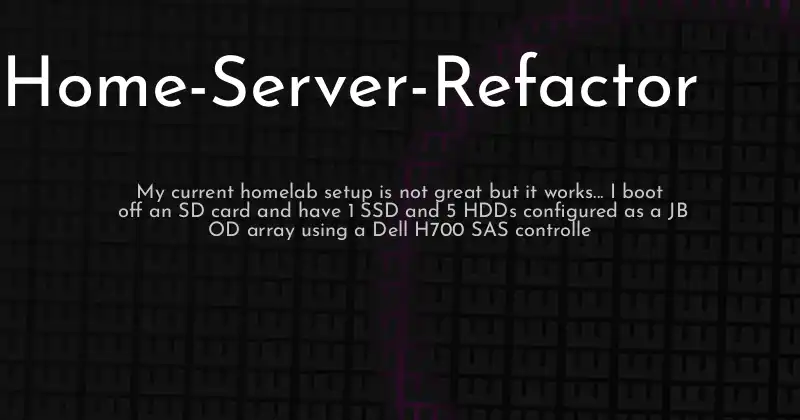 Home-Server-Refactor
My current homelab setup is not great but it works... I boot
off an SD card and have 1 SSD and 5 HDDs configured as a JB
OD array using a Dell H700 SAS controlle